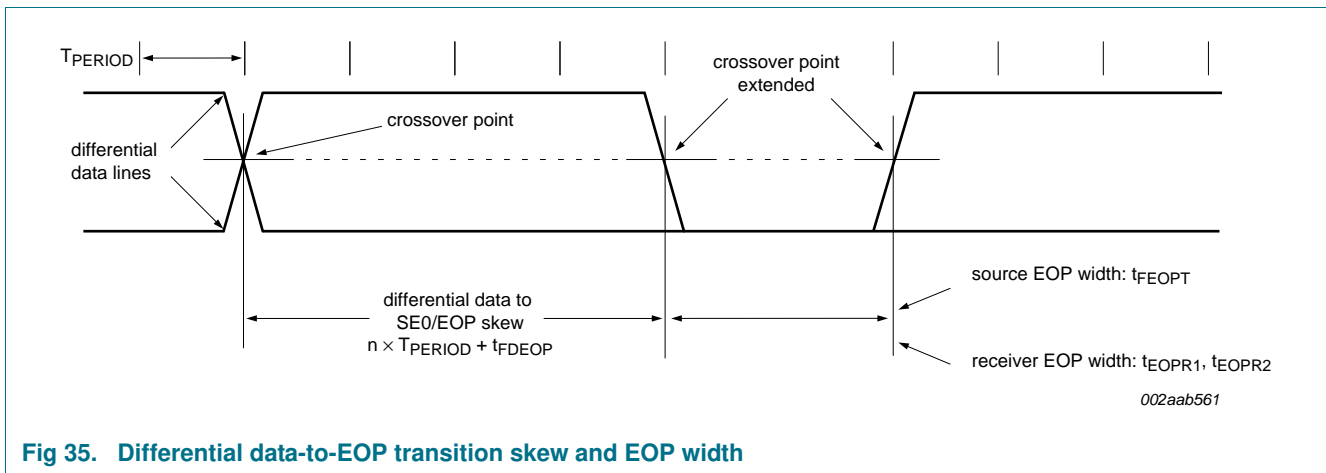 TPERIOD
crossover point
extended
crossover point
differential
data lines
differential data to
SE0/EOP skew
n × TPERIOD + tFDEOP
source EOP width: tFEOPT
receiver EOP width: tEOPR1, tEOPR2
002aab561
Fig 35. Differential data-to-EOP transition skew and EOP width